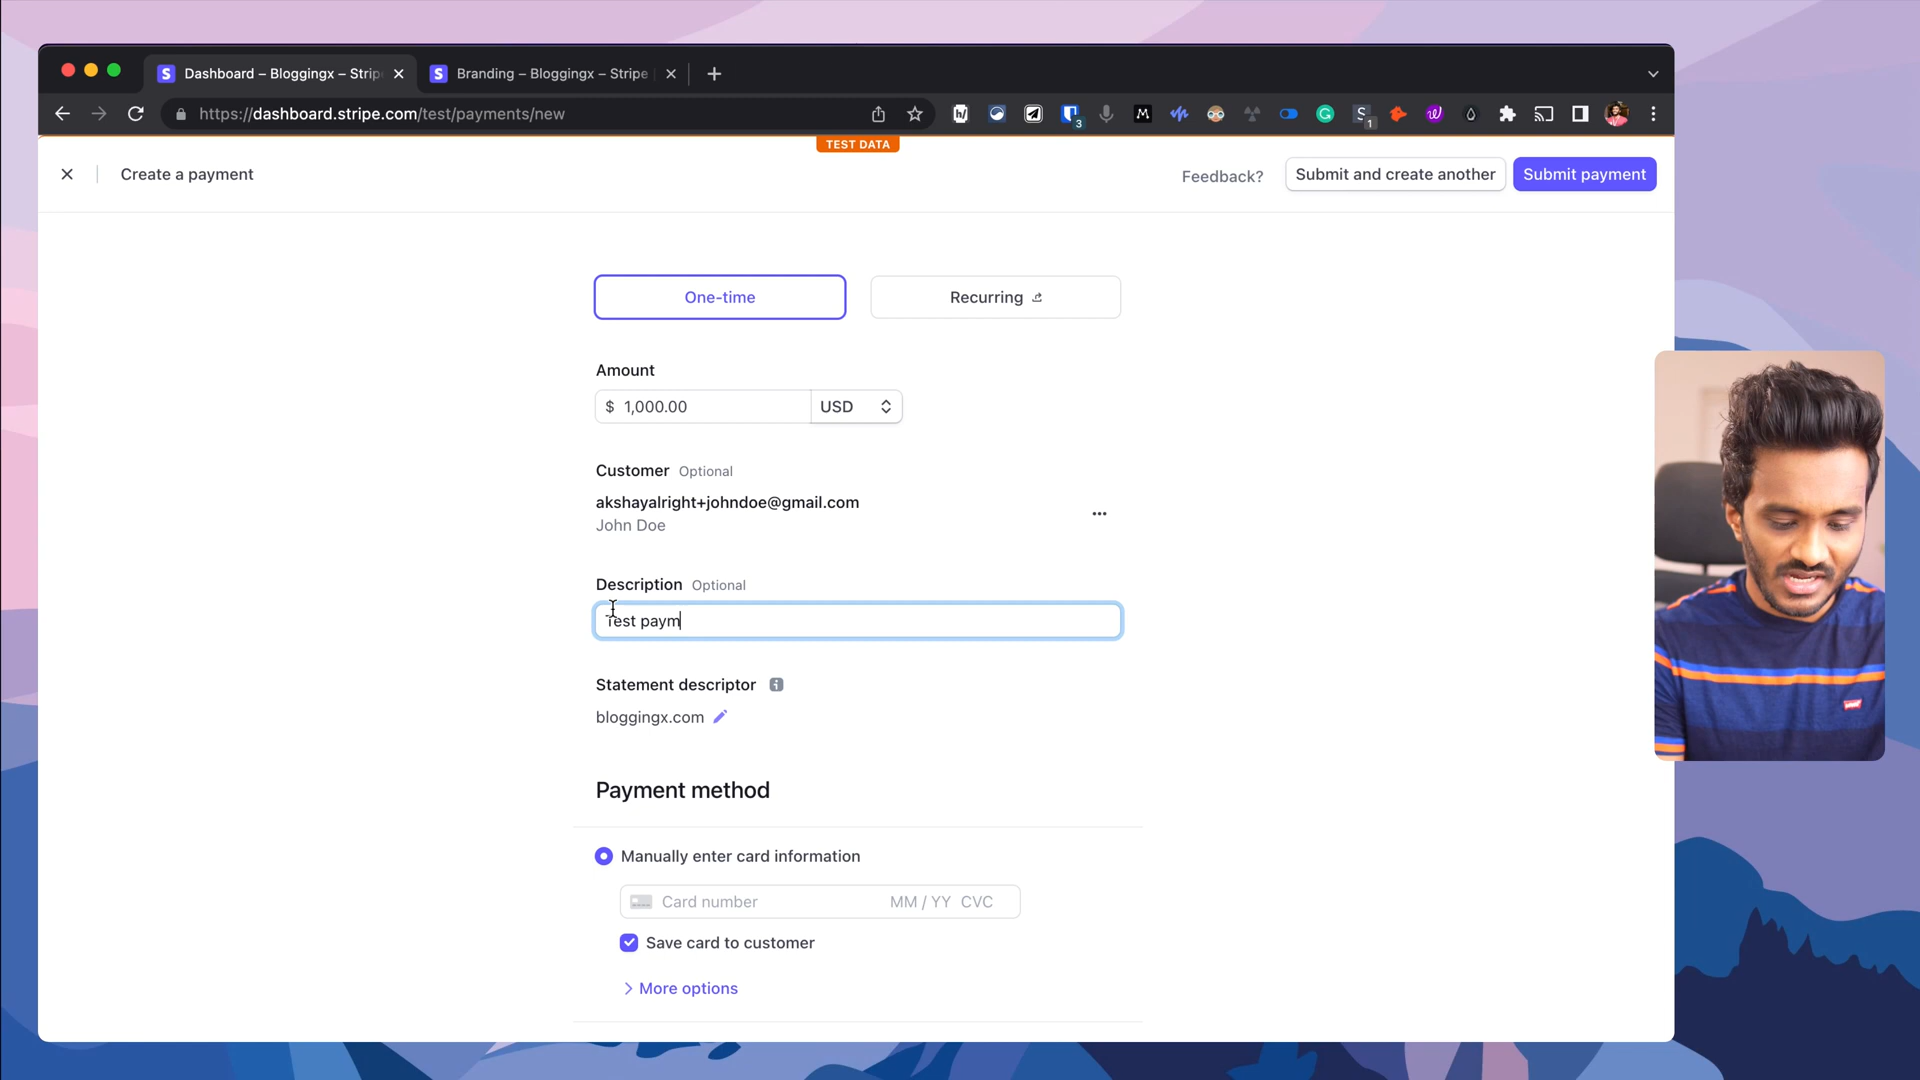 Dashboard – Bloggingx – Strip
Branding – Bloggingx – Stripe
https://dashboard.stripe.com/test/payments/new
3
1
TEST DATA
Create a payment
Feedback?
Submit and create another
Submit payment
One-time
Recurring
Amount
$ 1,000.00
USD
Customer Optional
akshayalright+johndoe@gmail.com
John Doe
Description Optional
Test paym
Statement descriptor
bloggingx.com
Payment method
Manually enter card information
Card number MM / YY CVC
Save card to customer
More options